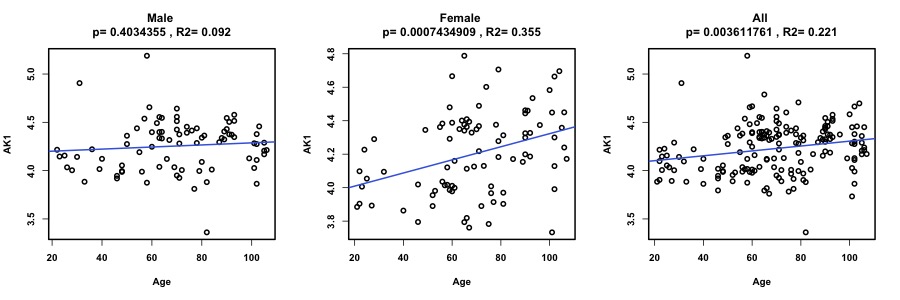 Male
p= 0.4034355 , R2= 0.092
AK1
5.0
4.5
4.0
3.5
20 40 60 80 100
Age
Female
p= 0.0007434909 , R2= 0.355
AK1
4.8
4.6
4.4
4.2
4.0
3.8
20 40 60 80 100
Age
All
p= 0.003611761 , R2= 0.221
AK1
5.0
4.5
4.0
3.5
20 40 60 80 100
Age